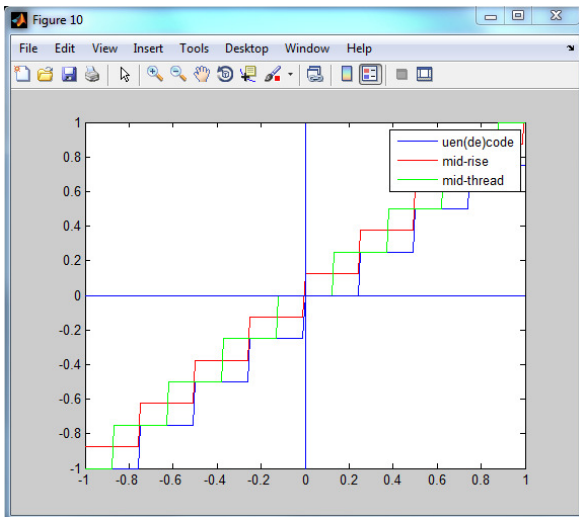 Figure 10
File Edit View Insert Tools Desktop Window Help
1
0.8
0.6
0.4
0.2
0
-0.2
-0.4
-0.6
-0.8
-1
-1 -0.8 -0.6 -0.4 -0.2 0 0.2 0.4 0.6 0.8 1
uen(de)code
mid-rise
mid-thread